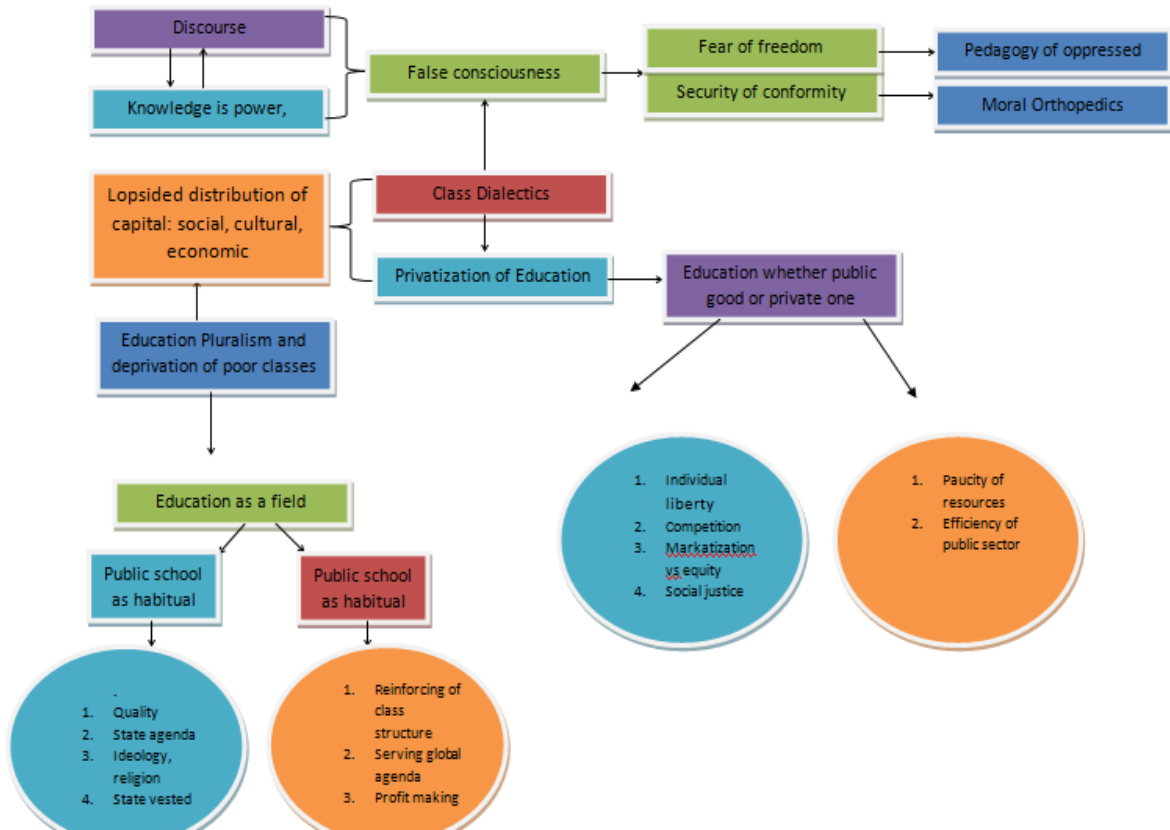 Discourse
Knowledge is power,
False consciousness
Fear of freedom
Security of conformity
Pedagogy of oppressed
Moral Orthopedics
Lopsided distribution of
capital: social, cultural,
economic
Class Dialectics
Privatization of Education
Education whether public
good or private one
Education Pluralism and
deprivation of poor classes
1. Individual
liberty
2. Competition
3. Markatization
vs equity
4. Social justice
1. Paucity of
resources
2. Efficiency of
public sector
Education as a field
Public school
as habitual
Public school
as habitual
.
1. Quality
2. State agenda
3. Ideology,
religion
4. State vested
1. Reinforcing of
class
structure
2. Serving global
agenda
3. Profit making